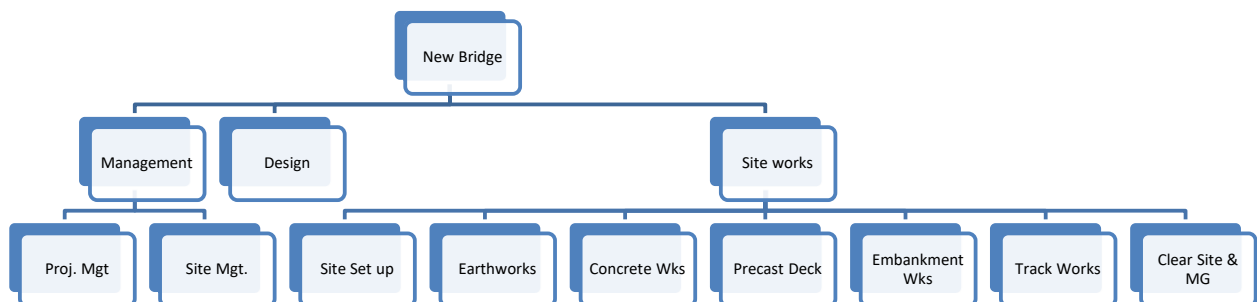 New Bridge
Management
Design
Site works
Proj. Mgt
Site Mgt.
Site Set up
Earthworks
Concrete Wks
Precast Deck
Embankment
Wks
Track Works
Clear Site &
MG